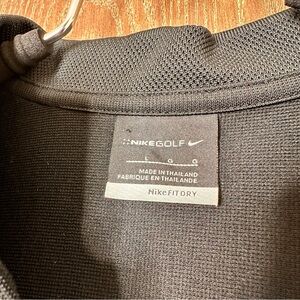 ::NIKEGOLF
L G G
MADE IN THAILAND
FABRIQUE EN THAILANDE
NikeFITDRY